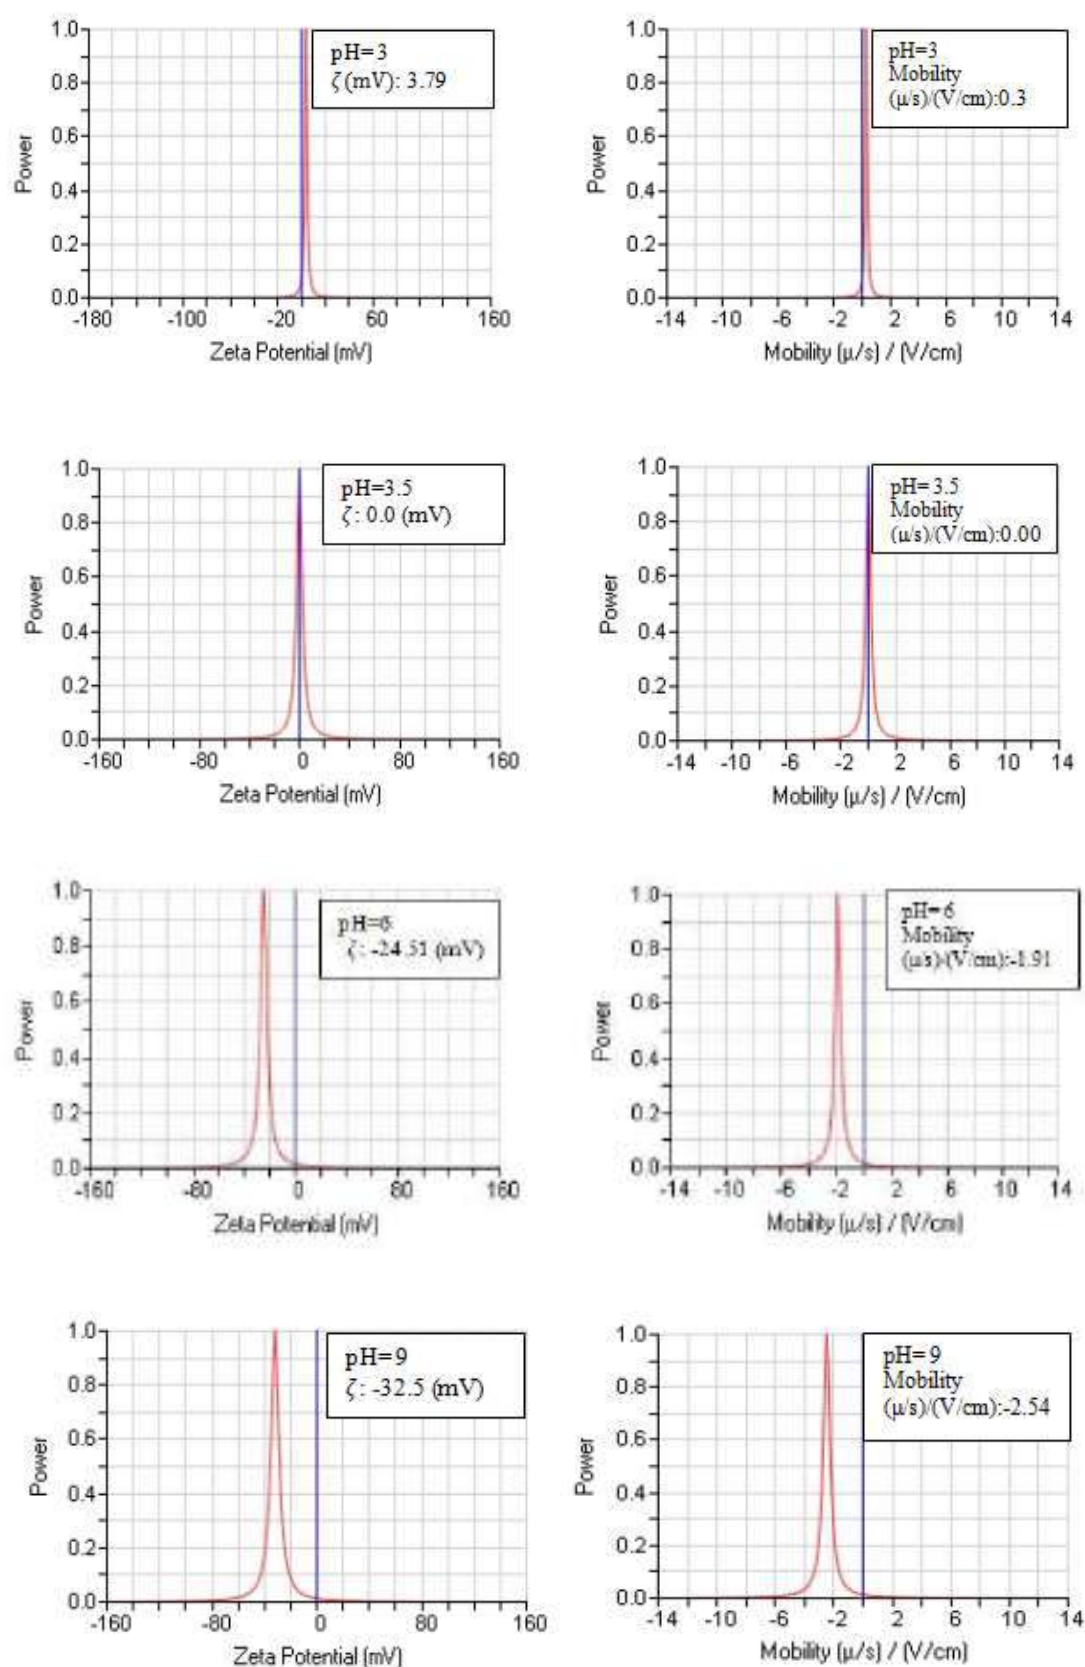 1.0
pH=3
ζ (mV): 3.79
0.8
0.6
Power
0.4
0.2
0.0
-180 -100 -20 60 160
Zeta Potential (mV)
1.0
pH=3
Mobility
(μ/s)/(V/cm):0.3
0.8
0.6
Power
0.4
0.2
0.0
-14 -10 -6 -2 2 6 10 14
Mobility (μ/s) / (V/cm)
1.0
pH=3.5
ζ: 0.0 (mV)
0.8
0.6
Power
0.4
0.2
0.0
-160 -80 0 80 160
Zeta Potential (mV)
1.0
pH= 3.5
Mobility
(μ/s)/(V/cm):0.00
0.8
0.6
Power
0.4
0.2
0.0
-14 -10 -6 -2 2 6 10 14
Mobility (μ/s) / (V/cm)
1.0
pH=6
ζ: -24.51 (mV)
0.8
0.6
Power
0.4
0.2
0.0
-160 -80 0 80 160
Zeta Potential (mV)
1.0
pH= 6
Mobility
(μ/s)-(V/cm):-1.91
0.8
0.6
Power
0.4
0.2
0.0
-14 -10 -6 -2 2 6 10 14
Mobility (μ/s) / (V/cm)
1.0
pH=9
ζ: -32.5 (mV)
0.8
0.6
Power
0.4
0.2
0.0
-160 -80 0 80 160
Zeta Potential (mV)
1.0
pH= 9
Mobility
(μ/s)/(V/cm):-2.54
0.8
0.6
Power
0.4
0.2
0.0
-14 -10 -6 -2 2 6 10 14
Mobility (μ/s) / (V/cm)